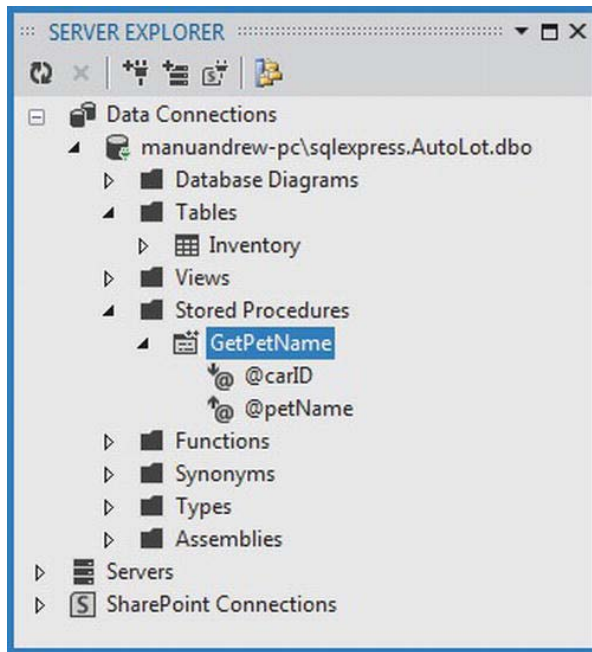 SERVER EXPLORER
Data Connections
manuandrew-pc\sqlexpress.AutoLot.dbo
Database Diagrams
Tables
Inventory
Views
Stored Procedures
GetPetName
@carID
@petName
Functions
Synonyms
Types
Assemblies
Servers
SharePoint Connections